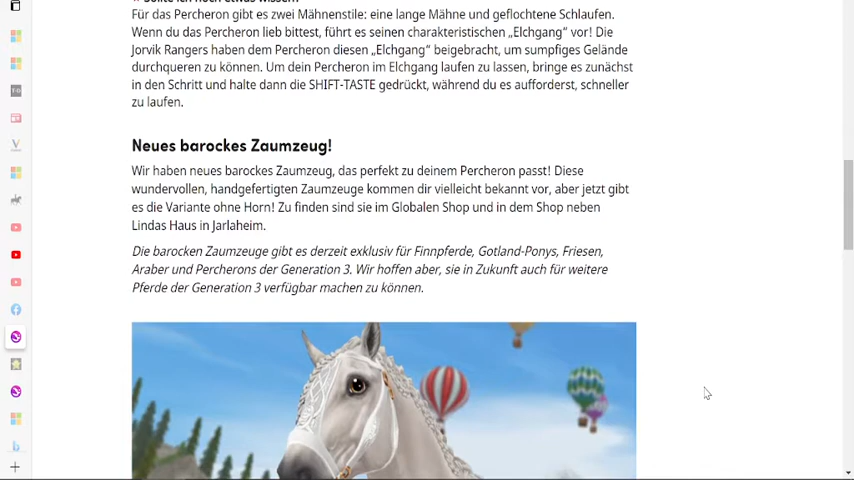 Sollte ich noch etwas wissen?
Für das Percheron gibt es zwei Mähnenstile: eine lange Mähne und geflochtene Schlaufen.
Wenn du das Percheron lieb bittest, führt es seinen charakteristischen „Elchgang“ vor! Die
Jorvik Rangers haben dem Percheron diesen „Elchgang“ beigebracht, um sumpfiges Gelände
durchqueren zu können. Um dein Percheron im Elchgang laufen zu lassen, bringe es zunächst
in den Schritt und halte dann die SHIFT-TASTE gedrückt, während du es aufforderst, schneller
zu laufen.
Neues barockes Zaumzeug!
Wir haben neues barockes Zaumzeug, das perfekt zu deinem Percheron passt! Diese
wundervollen, handgefertigten Zaumzeuge kommen dir vielleicht bekannt vor, aber jetzt gibt
es die Variante ohne Horn! Zu finden sind sie im Globalen Shop und in dem Shop neben
Lindas Haus in Jarlaheim.
Die barocken Zaumzeuge gibt es derzeit exklusiv für Finnpferde, Gotland-Ponys, Friesen,
Araber und Percherons der Generation 3. Wir hoffen aber, sie in Zukunft auch für weitere
Pferde der Generation 3 verfügbar machen zu können.